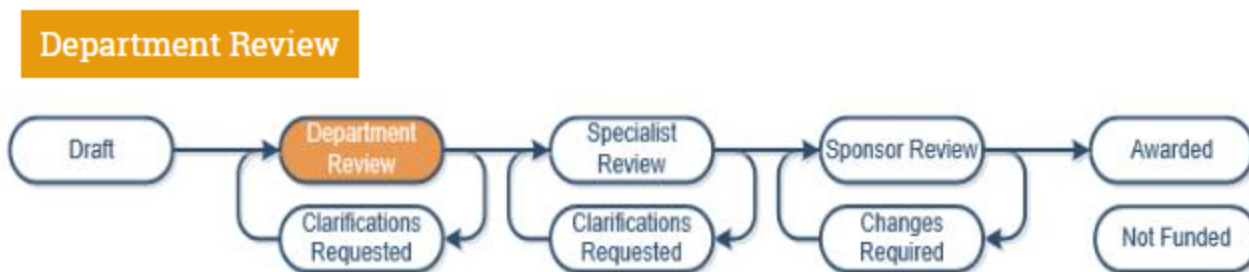 Department Review
Draft
Department
Review
Specialist
Review
Sponsor Review
Awarded
Clarifications
Requested
Clarifications
Requested
Changes
Required
Not Funded